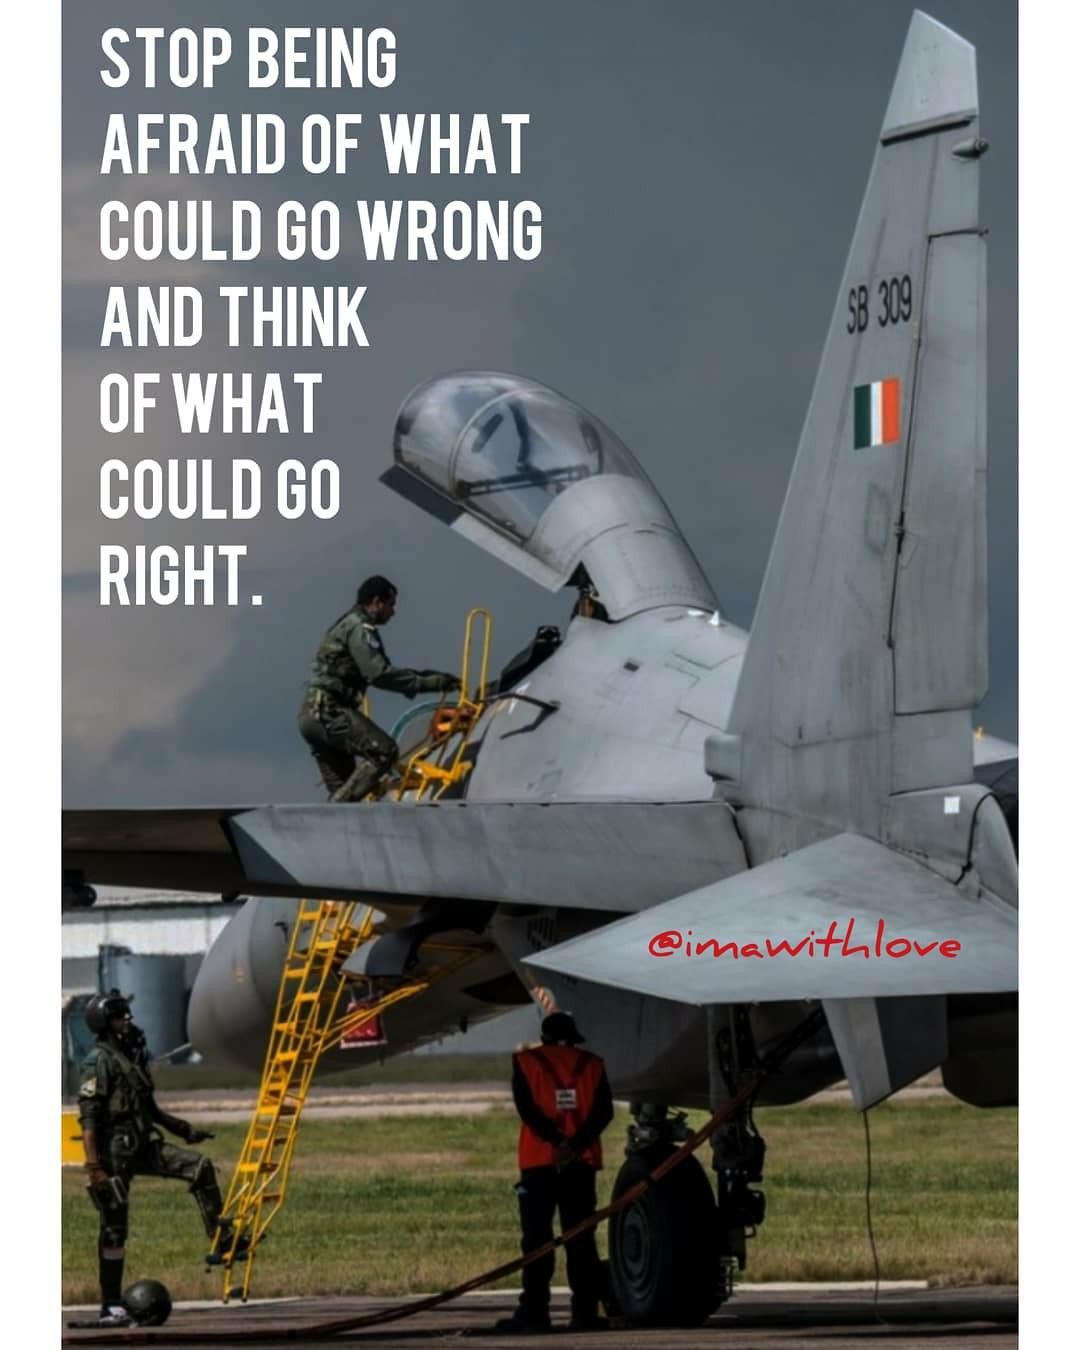 STOP BEING
AFRAID OF WHAT
COULD GO WRONG
AND THINK
OF WHAT
COULD GO
RIGHT.
SB 309
@imawithlove